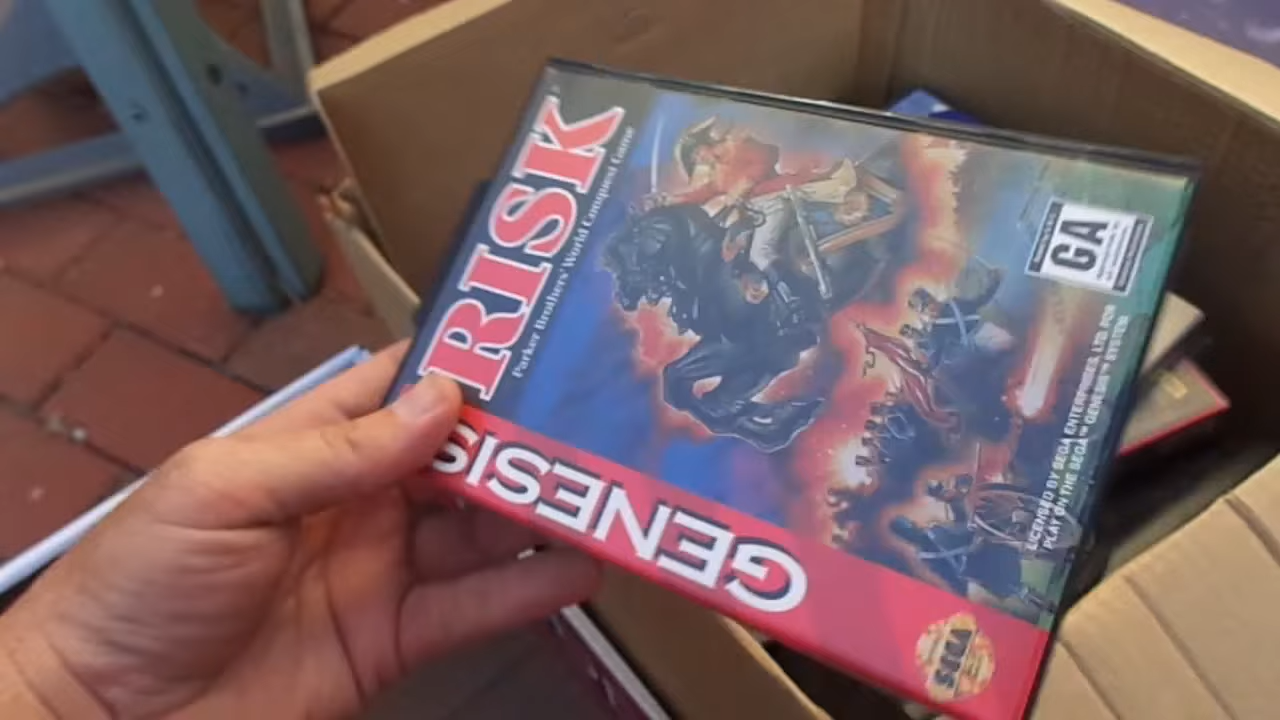 RISK
Parker Brothers' World Conquest Game
GA
LICENSED BY SEGA ENTERPRISES, LTD. FOR
PLAY ON THE SEGA™ GENESIS™ SYSTEM.
GENESIS
SEGA